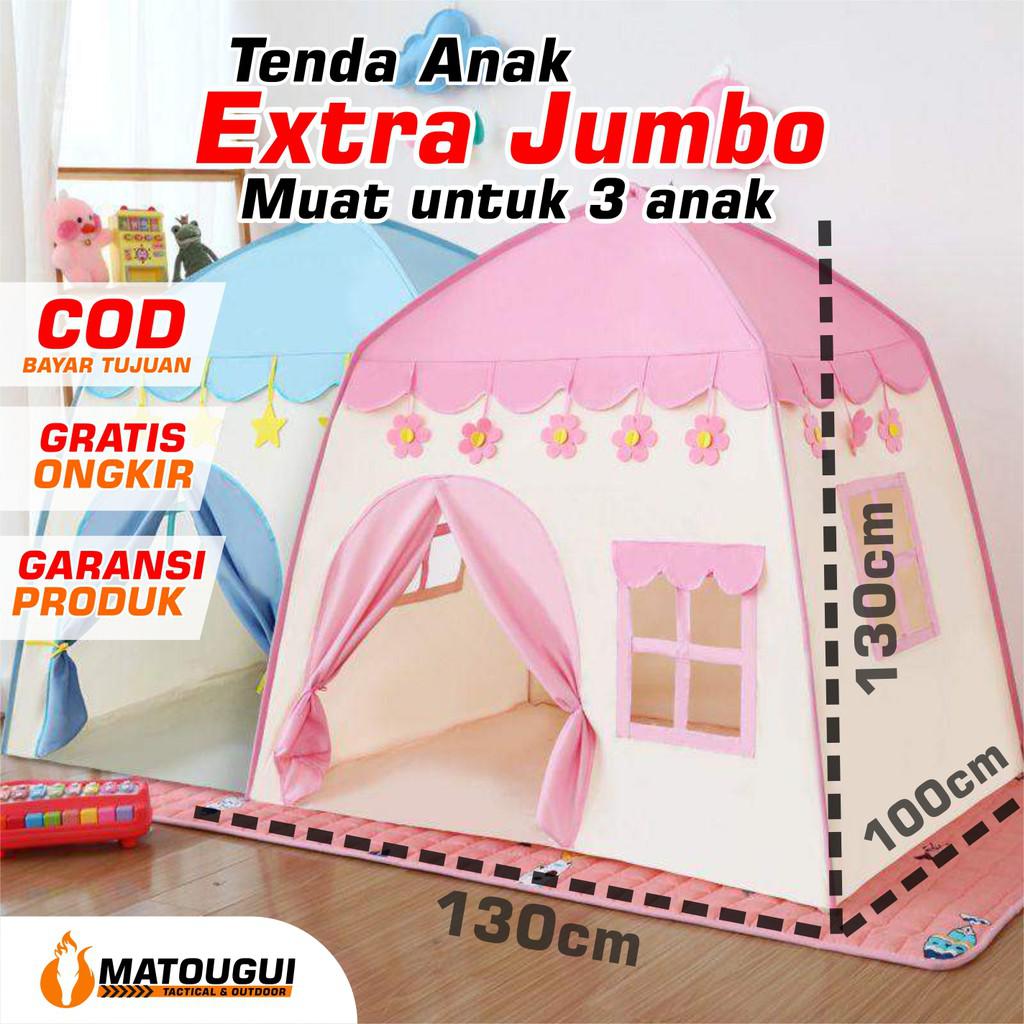 Tenda Anak
Extra Jumbo
Muat untuk 3 anak
COD
BAYAR TUJUAN
GRATIS
ONGKIR
GARANSI
PRODUK
130cm
100cm
130cm
MATOUGUI
TACTICAL & OUTDOOR